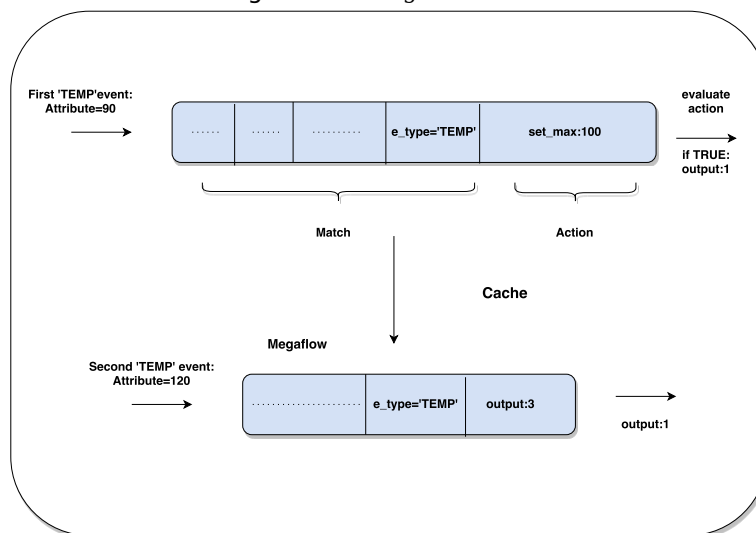 First 'TEMP'event:
Attribute=90
e_type='TEMP'
set_max:100
evaluate
action
if TRUE:
output:1
Match
Action
Cache
Megaflow
Second 'TEMP' event:
Attribute=120
e_type='TEMP'
output:3
output:1